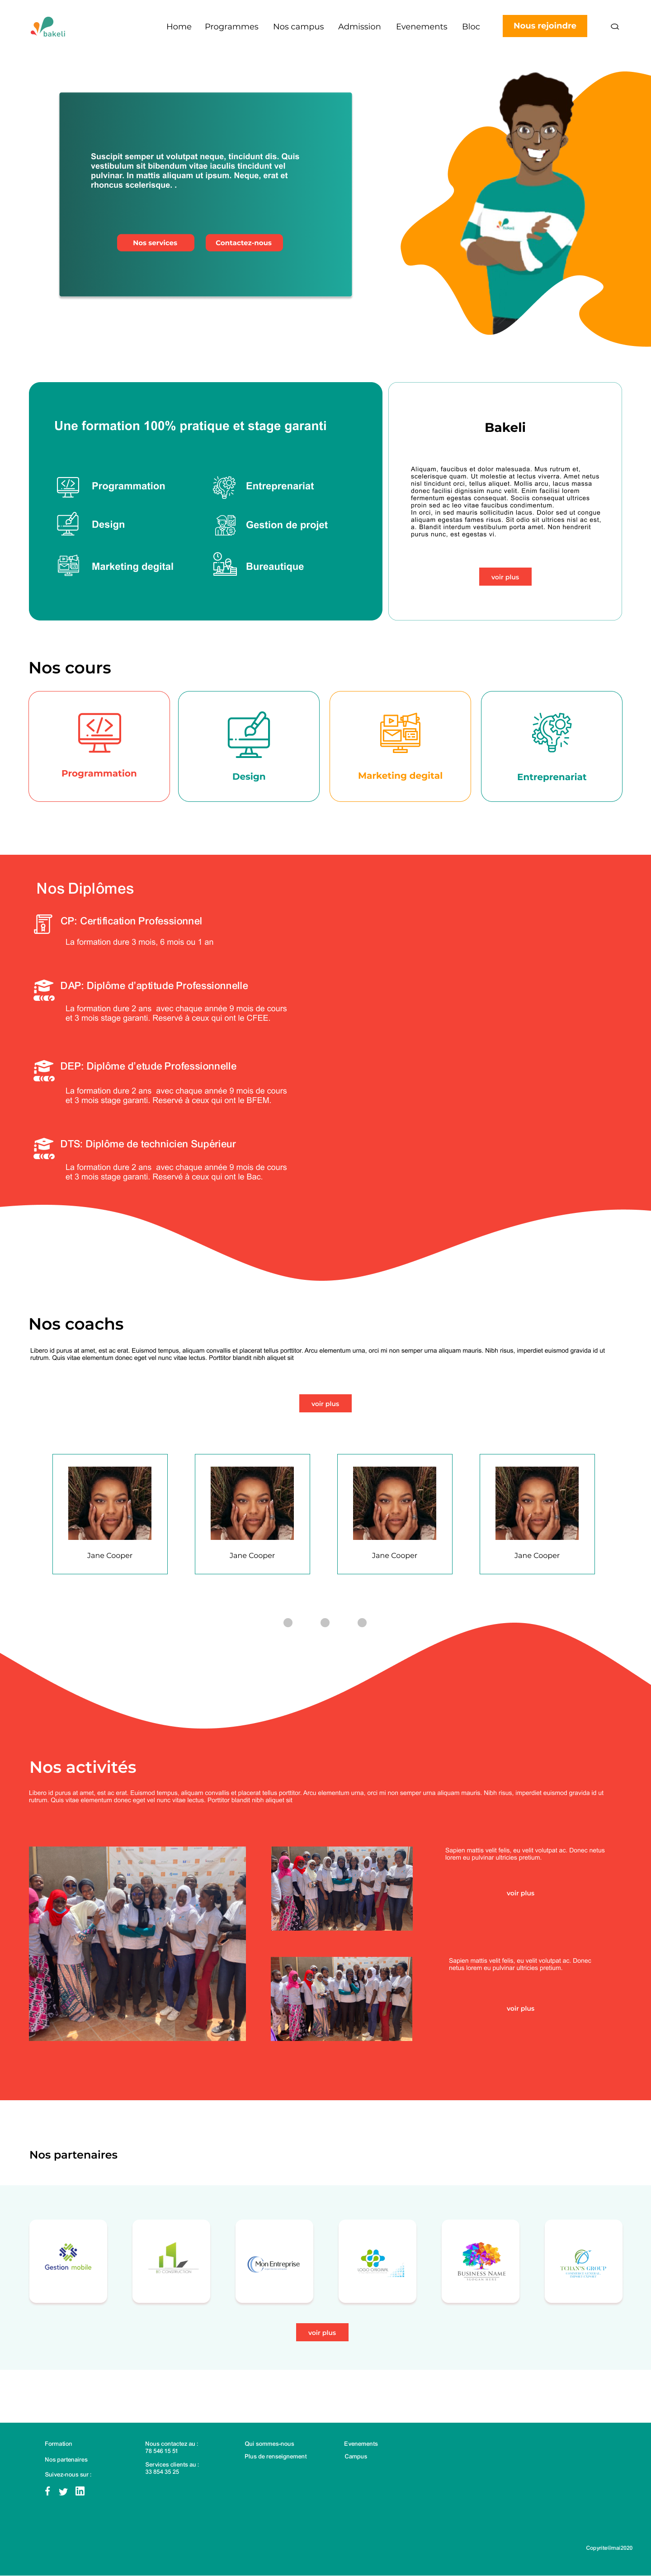 bakeli
Home Programmes Nos campus Admission Evenements Bloc Nous rejoindre
Suscipit semper ut volutpat neque, tincidunt dis. Quis
vestibulum sit bibendum vitae iaculis tincidunt vel
pulvinar. In mattis aliquam ut ipsum. Neque, erat et
rhoncus scelerisque. .
Nos services Contactez-nous
Une formation 100% pratique et stage garanti
Programmation Entreprenariat
Design Gestion de projet
Marketing degital Bureautique
Bakeli
Aliquam, faucibus et dolor malesuada. Mus rutrum et,
scelerisque quam. Ut molestie at lectus viverra. Amet netus
nisl tincidunt orci, tellus aliquet. Mollis arcu, lacus massa
donec facilisi dignissim nunc velit. Enim facilisi lorem
fermentum egestas consequat. Sociis consequat ultrices
proin sed ac leo vitae faucibus condimentum.
In orci, in sed mauris sollicitudin lacus. Dolor sed ut congue
aliquam egestas fames risus. Sit odio sit ultrices nisl ac est,
a. Blandit interdum vestibulum porta amet. Non hendrerit
purus nunc, est egestas vi.
voir plus
Nos cours
Programmation Design Marketing degital Entreprenariat
Nos Diplômes
CP: Certification Professionnel
La formation dure 3 mois, 6 mois ou 1 an
DAP: Diplôme d'aptitude Professionnelle
La formation dure 2 ans avec chaque année 9 mois de cours
et 3 mois stage garanti. Reservé à ceux qui ont le CFEE.
DEP: Diplôme d'etude Professionnelle
La formation dure 2 ans avec chaque année 9 mois de cours
et 3 mois stage garanti. Reservé à ceux qui ont le BFEM.
DTS: Diplôme de technicien Supérieur
La formation dure 2 ans avec chaque année 9 mois de cours
et 3 mois stage garanti. Reservé à ceux qui ont le Bac.
Nos coachs
Libero id purus at amet, est ac erat. Euismod tempus, aliquam convallis et placerat tellus porttitor. Arcu elementum urna, orci mi non semper urna aliquam mauris. Nibh risus, imperdiet euismod gravida id ut
rutrum. Quis vitae elementum donec eget vel nunc vitae lectus. Porttitor blandit nibh aliquet sit
voir plus
Jane Cooper Jane Cooper Jane Cooper Jane Cooper
Nos activités
Libero id purus at amet, est ac erat. Euismod tempus, aliquam convallis et placerat tellus porttitor. Arcu elementum urna, orci mi non semper urna aliquam mauris. Nibh risus, imperdiet euismod gravida id ut
rutrum. Quis vitae elementum donec eget vel nunc vitae lectus. Porttitor blandit nibh aliquet sit
Sapien mattis velit felis, eu velit volutpat ac. Donec netus
lorem eu pulvinar ultricies pretium.
voir plus
Sapien mattis velit felis, eu velit volutpat ac. Donec
netus lorem eu pulvinar ultricies pretium.
voir plus
Nos partenaires
Gestion mobile
CONSTRUCTION
Mon Entreprise
BUSINESS NAME
SLOGAN HERE
GROUP
voir plus
Formation
Nos partenaires
Suivez-nous sur :
Nous contactez au :
78 546 15 51
Services clients au :
33 854 35 25
Qui sommes-nous
Plus de renseignement
Evenements
Campus
Copyritellmai2020